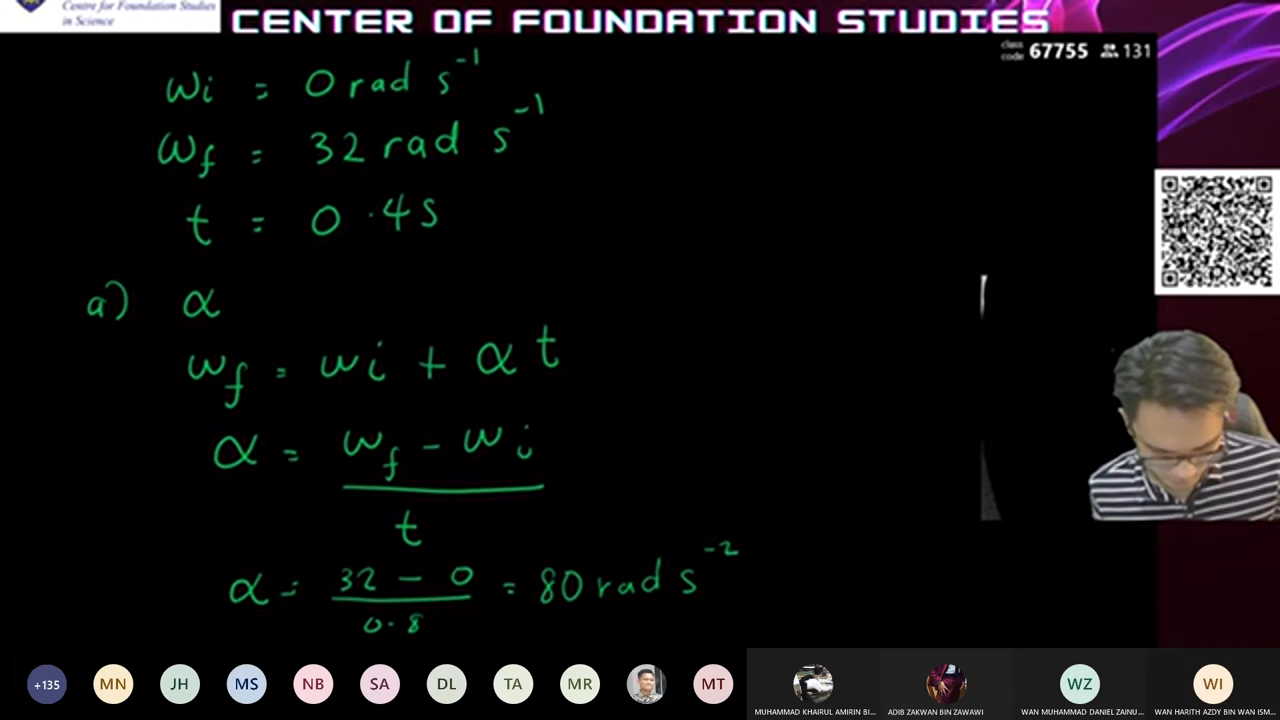 Centre for Foundation Studies
in Science
CENTER OF FOUNDATION STUDIES
class code 67755 131
ωi = 0 rad s⁻¹
ωf = 32 rad s⁻¹
t = 0.4s
a) α
ωf = ωi + αt
α = ωf - ωi
t
α = 32 - 0 = 80 rad s⁻²
0.8
+135 MN JH MS NB SA DL TA MR MT WZ WI
MUHAMMAD KHAIRUL AMIRIN BI... ADIB ZAKWAN BIN ZAWAWI WAN MUHAMMAD DANIEL ZAINU... WAN HARITH AZDY BIN WAN ISM...